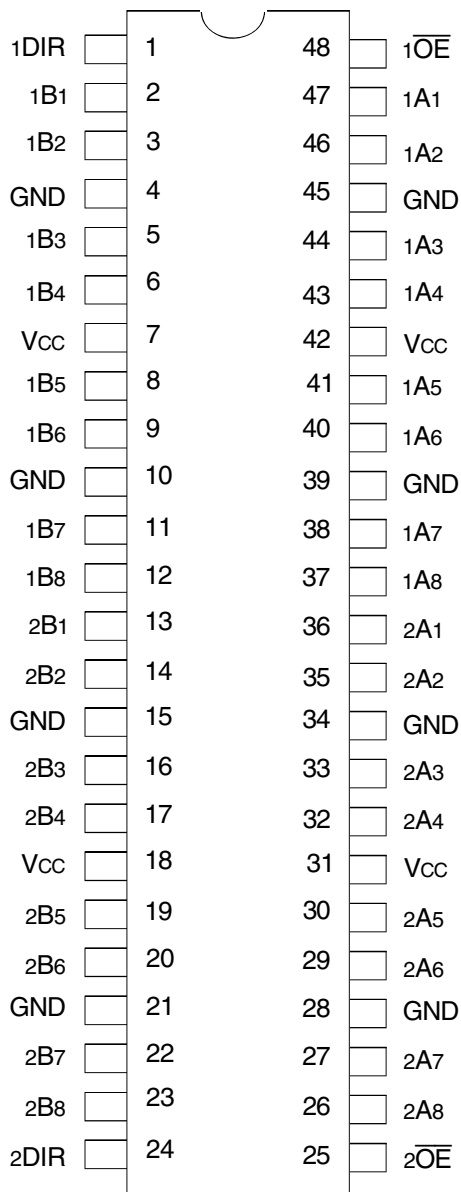 1DIR 1 48 1O̅E̅
1B1 2 47 1A1
1B2 3 46 1A2
GND 4 45 GND
1B3 5 44 1A3
1B4 6 43 1A4
VCC 7 42 VCC
1B5 8 41 1A5
1B6 9 40 1A6
GND 10 39 GND
1B7 11 38 1A7
1B8 12 37 1A8
2B1 13 36 2A1
2B2 14 35 2A2
GND 15 34 GND
2B3 16 33 2A3
2B4 17 32 2A4
VCC 18 31 VCC
2B5 19 30 2A5
2B6 20 29 2A6
GND 21 28 GND
2B7 22 27 2A7
2B8 23 26 2A8
2DIR 24 25 2O̅E̅